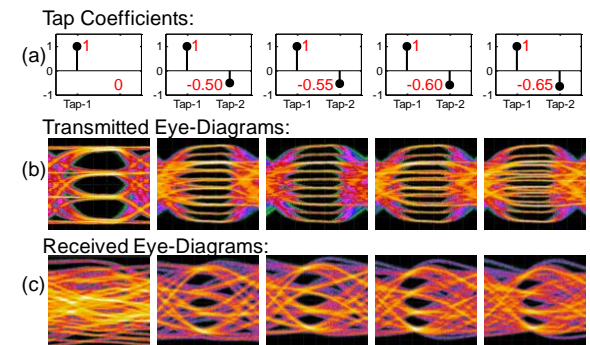 Tap Coefficients:
(a)
1 0 -1 1 0 Tap-1
1 0 -1 1 -0.50 Tap-1 Tap-2
1 0 -1 1 -0.55 Tap-1 Tap-2
1 0 -1 1 -0.60 Tap-1 Tap-2
1 0 -1 1 -0.65 Tap-1 Tap-2
Transmitted Eye-Diagrams:
(b)
Received Eye-Diagrams:
(c)